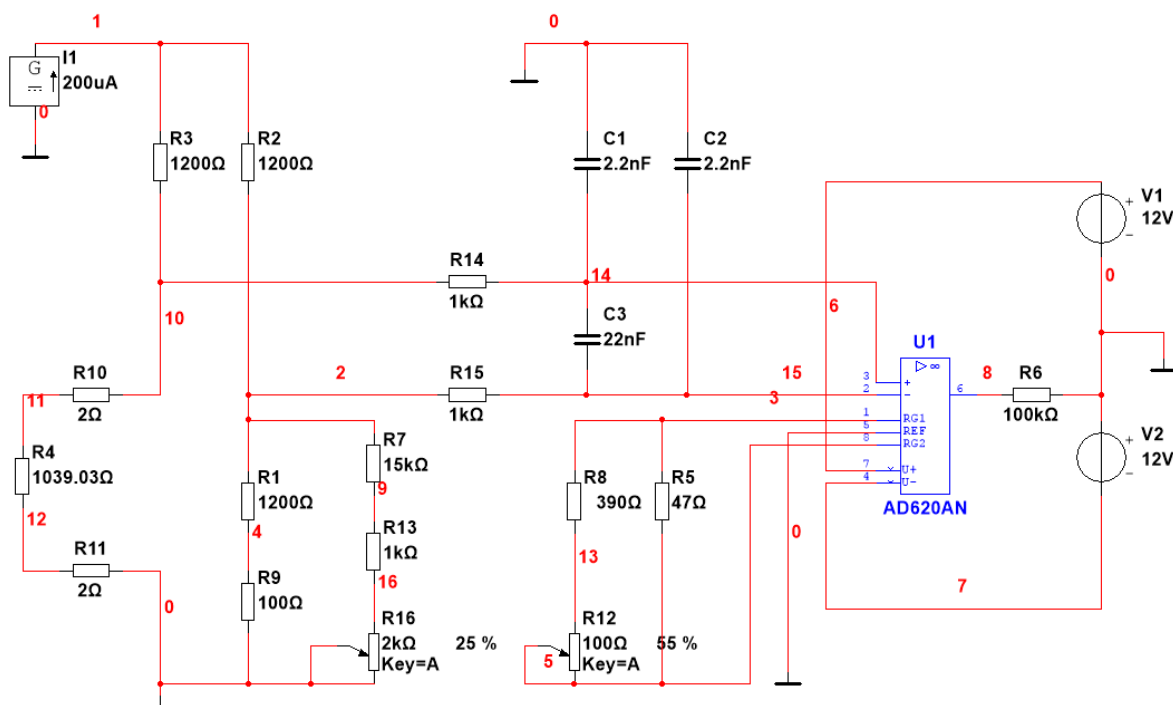 1
0
I1
G
200uA
0
R3
1200Ω
R2
1200Ω
C1
2.2nF
C2
2.2nF
V1
12V
+
−
R14
1kΩ
14
6
0
10
C3
22nF
U1
▷ ∞
R10
2Ω
11
2
R15
1kΩ
15
3
3
+
2
−
6
8
R6
100kΩ
1
RG1
5
REF
8
RG2
7
U+
4
U-
AD620AN
V2
12V
+
−
R4
1039.03Ω
R7
15kΩ
9
R8
390Ω
R5
47Ω
12
R1
1200Ω
4
R13
1kΩ
16
13
0
7
R11
2Ω
0
R9
100Ω
R16
2kΩ
25 %
Key=A
R12
100Ω
55 %
Key=A
5